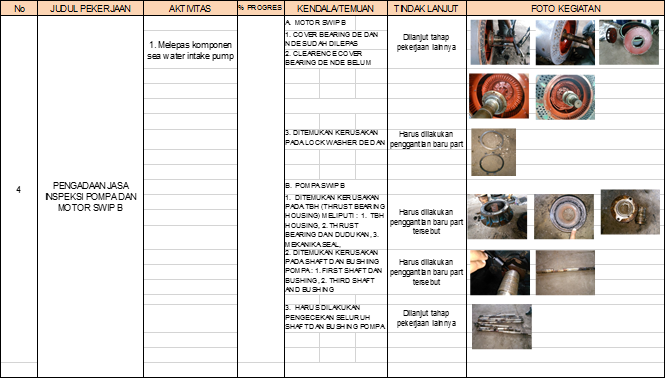 No JUDUL PEKERJAAN AKTIVITAS % PROGRES KENDALA/TEMUAN TINDAK LANJUT FOTO KEGIATAN
4
PENGADAAN JASA
INSPEKSI POMPA DAN
MOTOR SWIP B
1. Melepas komponen
sea water intake pump
A. MOTOR SWIP B
1. COVER BEARING DE DAN
NDE SUDAH DILEPAS
2. CLEARENCE COVER
BEARING DE NDE BELUM
Dilanjut tahap
pekerjaan lainnya
3. DITEMUKAN KERUSAKAN
PADA LOCK WASHER DE DAN
Harus dilakukan
penggantian baru part
B. POMPA SWIP B
1. DITEMUKAN KERUSAKAN
PADA TBH (THRUST BEARING
HOUSING) MELIPUTI : 1. TBH
HOUSING, 2. THRUST
BEARING DAN DUDUKAN, 3.
MEKANIKA SEAL,
Harus dilakukan
penggantian baru part
tersebut
2. DITEMUKAN KERUSAKAN
PADA SHAFT DAN BUSHING
POMPA : 1. FIRST SHAFT DAN
BUSHING, 2. THIRD SHAFT
AND BUSHING
Harus dilakukan
penggantian baru part
tersebut
3. HARUS DILAKUKAN
PENGECEKAN SELURUH
SHAFT DAN BUSHING POMPA
Dilanjut tahap
pekerjaan lainnya